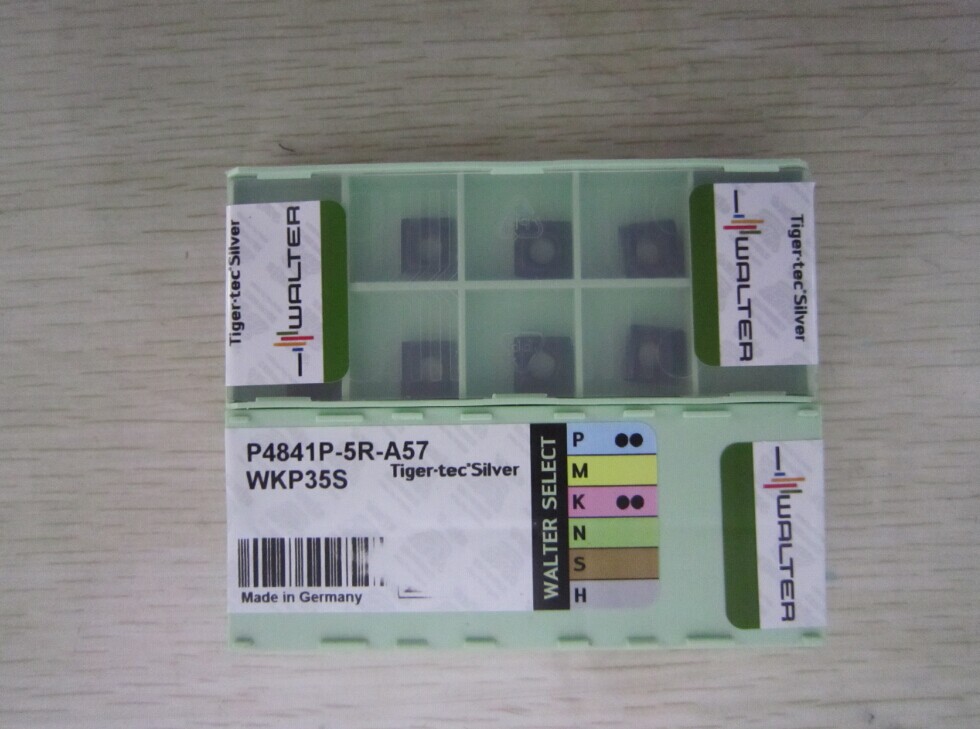 Tiger·tec®Silver
WALTER
WALTER
Tiger·tec®Silver
P4841P-5R-A57
WKP35S
Tiger-tec®Silver
Made in Germany
WALTER SELECT
P
M
K
N
S
H
WALTER